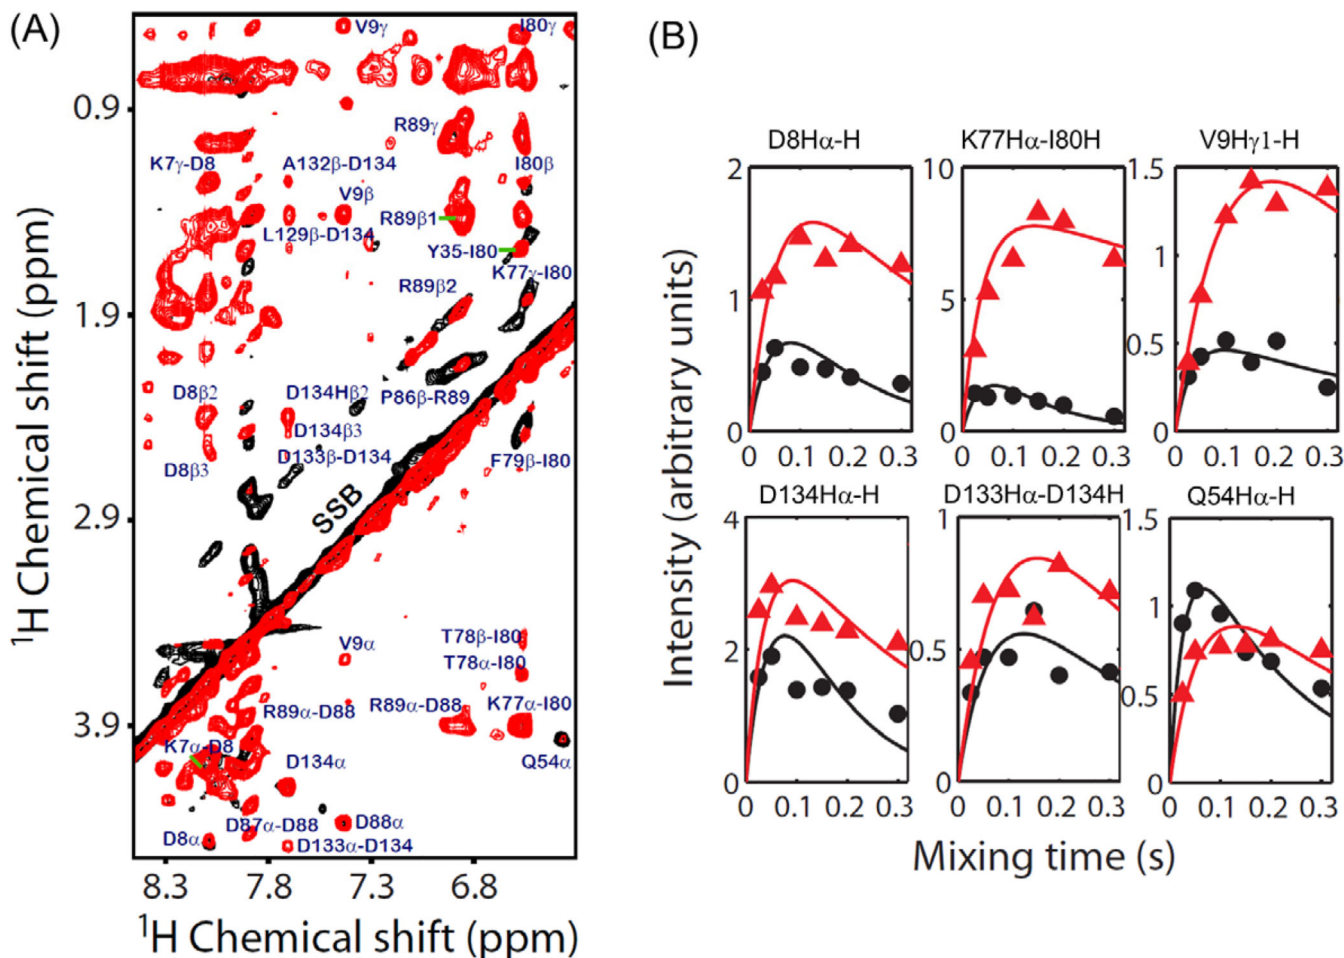 (A)
V9γ
I80γ
0.9
R89γ
K7γ-D8
A132β-D134
I80β
V9β
R89β1
L129β-D134
Y35-I80
K77γ-I80
R89β2
1.9
D8β2
D134Hβ2
P86β-R89
D134β3
D133β-D134
F79β-I80
D8β3
SSB
2.9
V9α
T78β-I80
T78α-I80
R89α-D88
R89α-D88
K77α-I80
3.9
K7α-D8
D134α
Q54α
D87α-D88
D88α
D8α
D133α-D134
8.3 7.8 7.3 6.8
¹H Chemical shift (ppm)
¹H Chemical shift (ppm)
(B)
D8Hα-H
K77Hα-I80H
V9Hγ1-H
2
1
0
10
5
0
1.5
1
0.5
0
0 0.1 0.2 0.3
0 0.1 0.2 0.3
0 0.1 0.2 0.3
D134Hα-H
D133Hα-D134H
Q54Hα-H
4
2
0
1
0.5
0
1.5
1
0.5
0
0 0.1 0.2 0.3
0 0.1 0.2 0.3
0 0.1 0.2 0.3
Intensity (arbitrary units)
Mixing time (s)